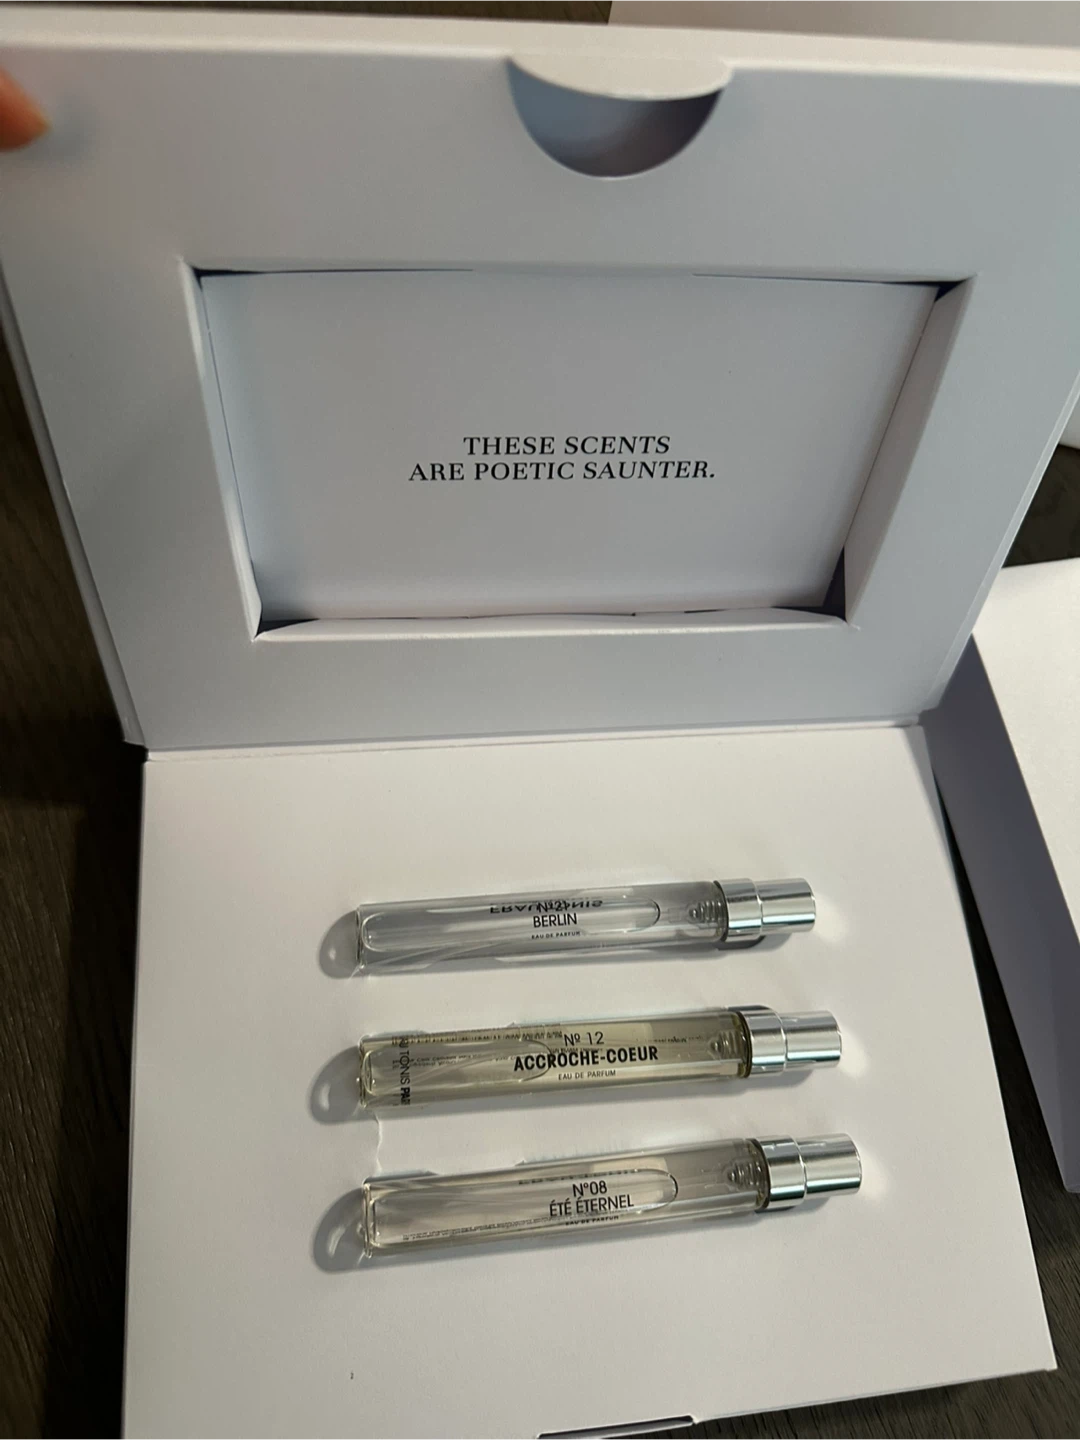 THESE SCENTS
ARE POETIC SAUNTER.
BERLIN
EAU DE PARFUM
Nº 12
ACCROCHE-COEUR
EAU DE PARFUM
Nº08
ÉTÉ ÉTERNEL
EAU DE PARFUM